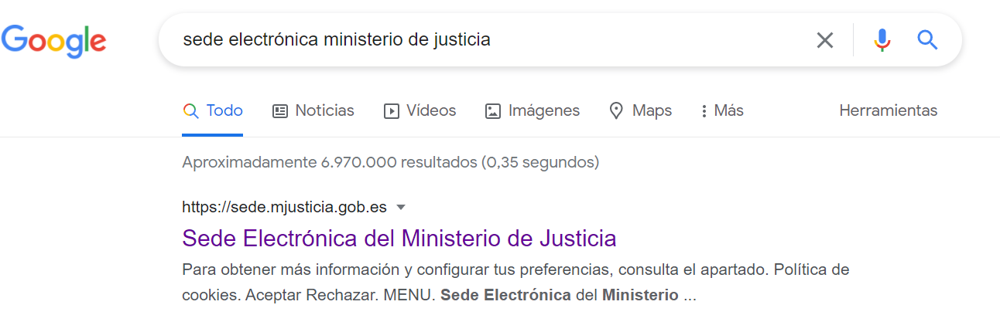 Google
sede electrónica ministerio de justicia
Todo Noticias Vídeos Imágenes Maps Más Herramientas
Aproximadamente 6.970.000 resultados (0,35 segundos)
https://sede.mjusticia.gob.es
Sede Electrónica del Ministerio de Justicia
Para obtener más información y configurar tus preferencias, consulta el apartado. Política de
cookies. Aceptar Rechazar. MENU. Sede Electrónica del Ministerio ...